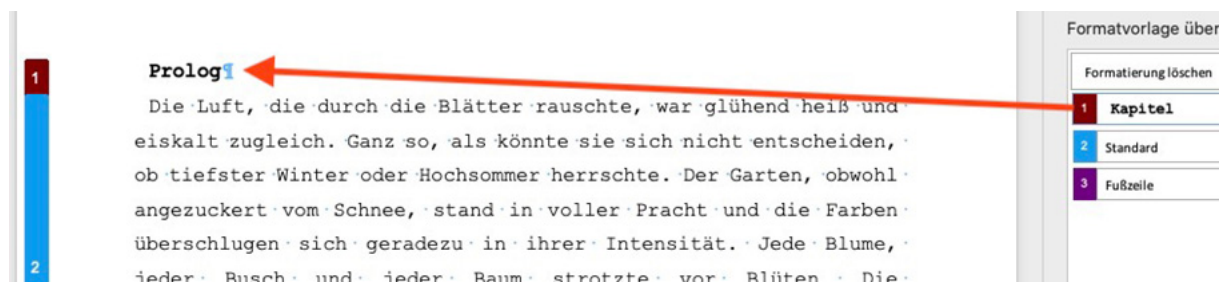 Formatvorlage über
Formatierung löschen
1 Kapitel
2 Standard
3 Fußzeile
1
Prolog¶
Die Luft, die durch die Blätter rauschte, war glühend heiß und
eiskalt zugleich. Ganz so, als könnte sie sich nicht entscheiden,
ob tiefster Winter oder Hochsommer herrschte. Der Garten, obwohl
angezuckert vom Schnee, stand in voller Pracht und die Farben
überschlugen sich geradezu in ihrer Intensität. Jede Blume,
2
jeder Busch und jeder Baum strotzte vor Blüten. Die